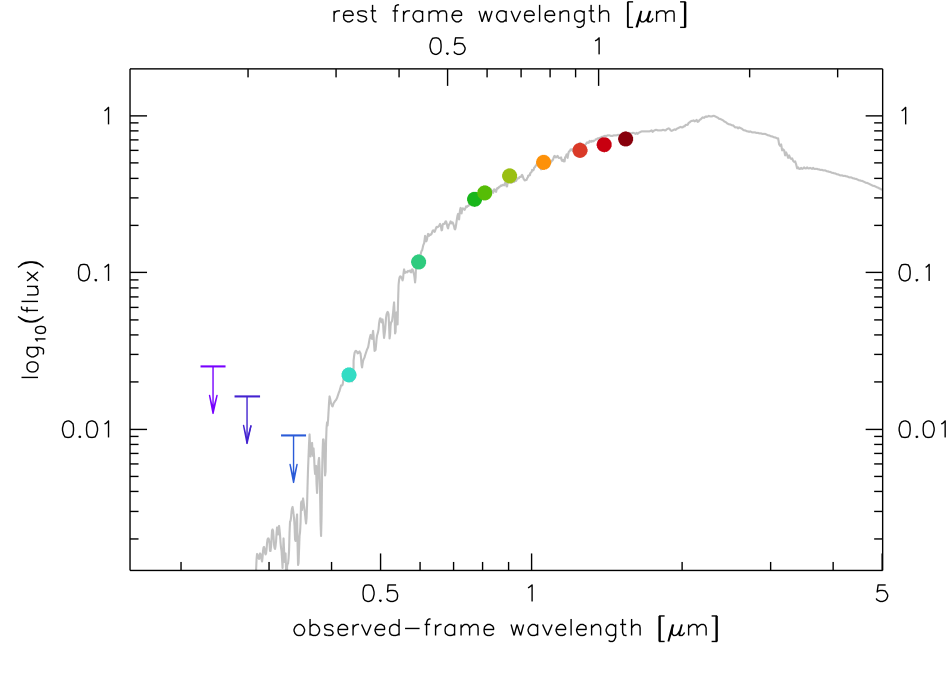 rest frame wavelength [μm]
0.5 1
1 1
0.1 0.1
0.01 0.01
log₁₀(flux)
0.5 1 5
observed-frame wavelength [μm]